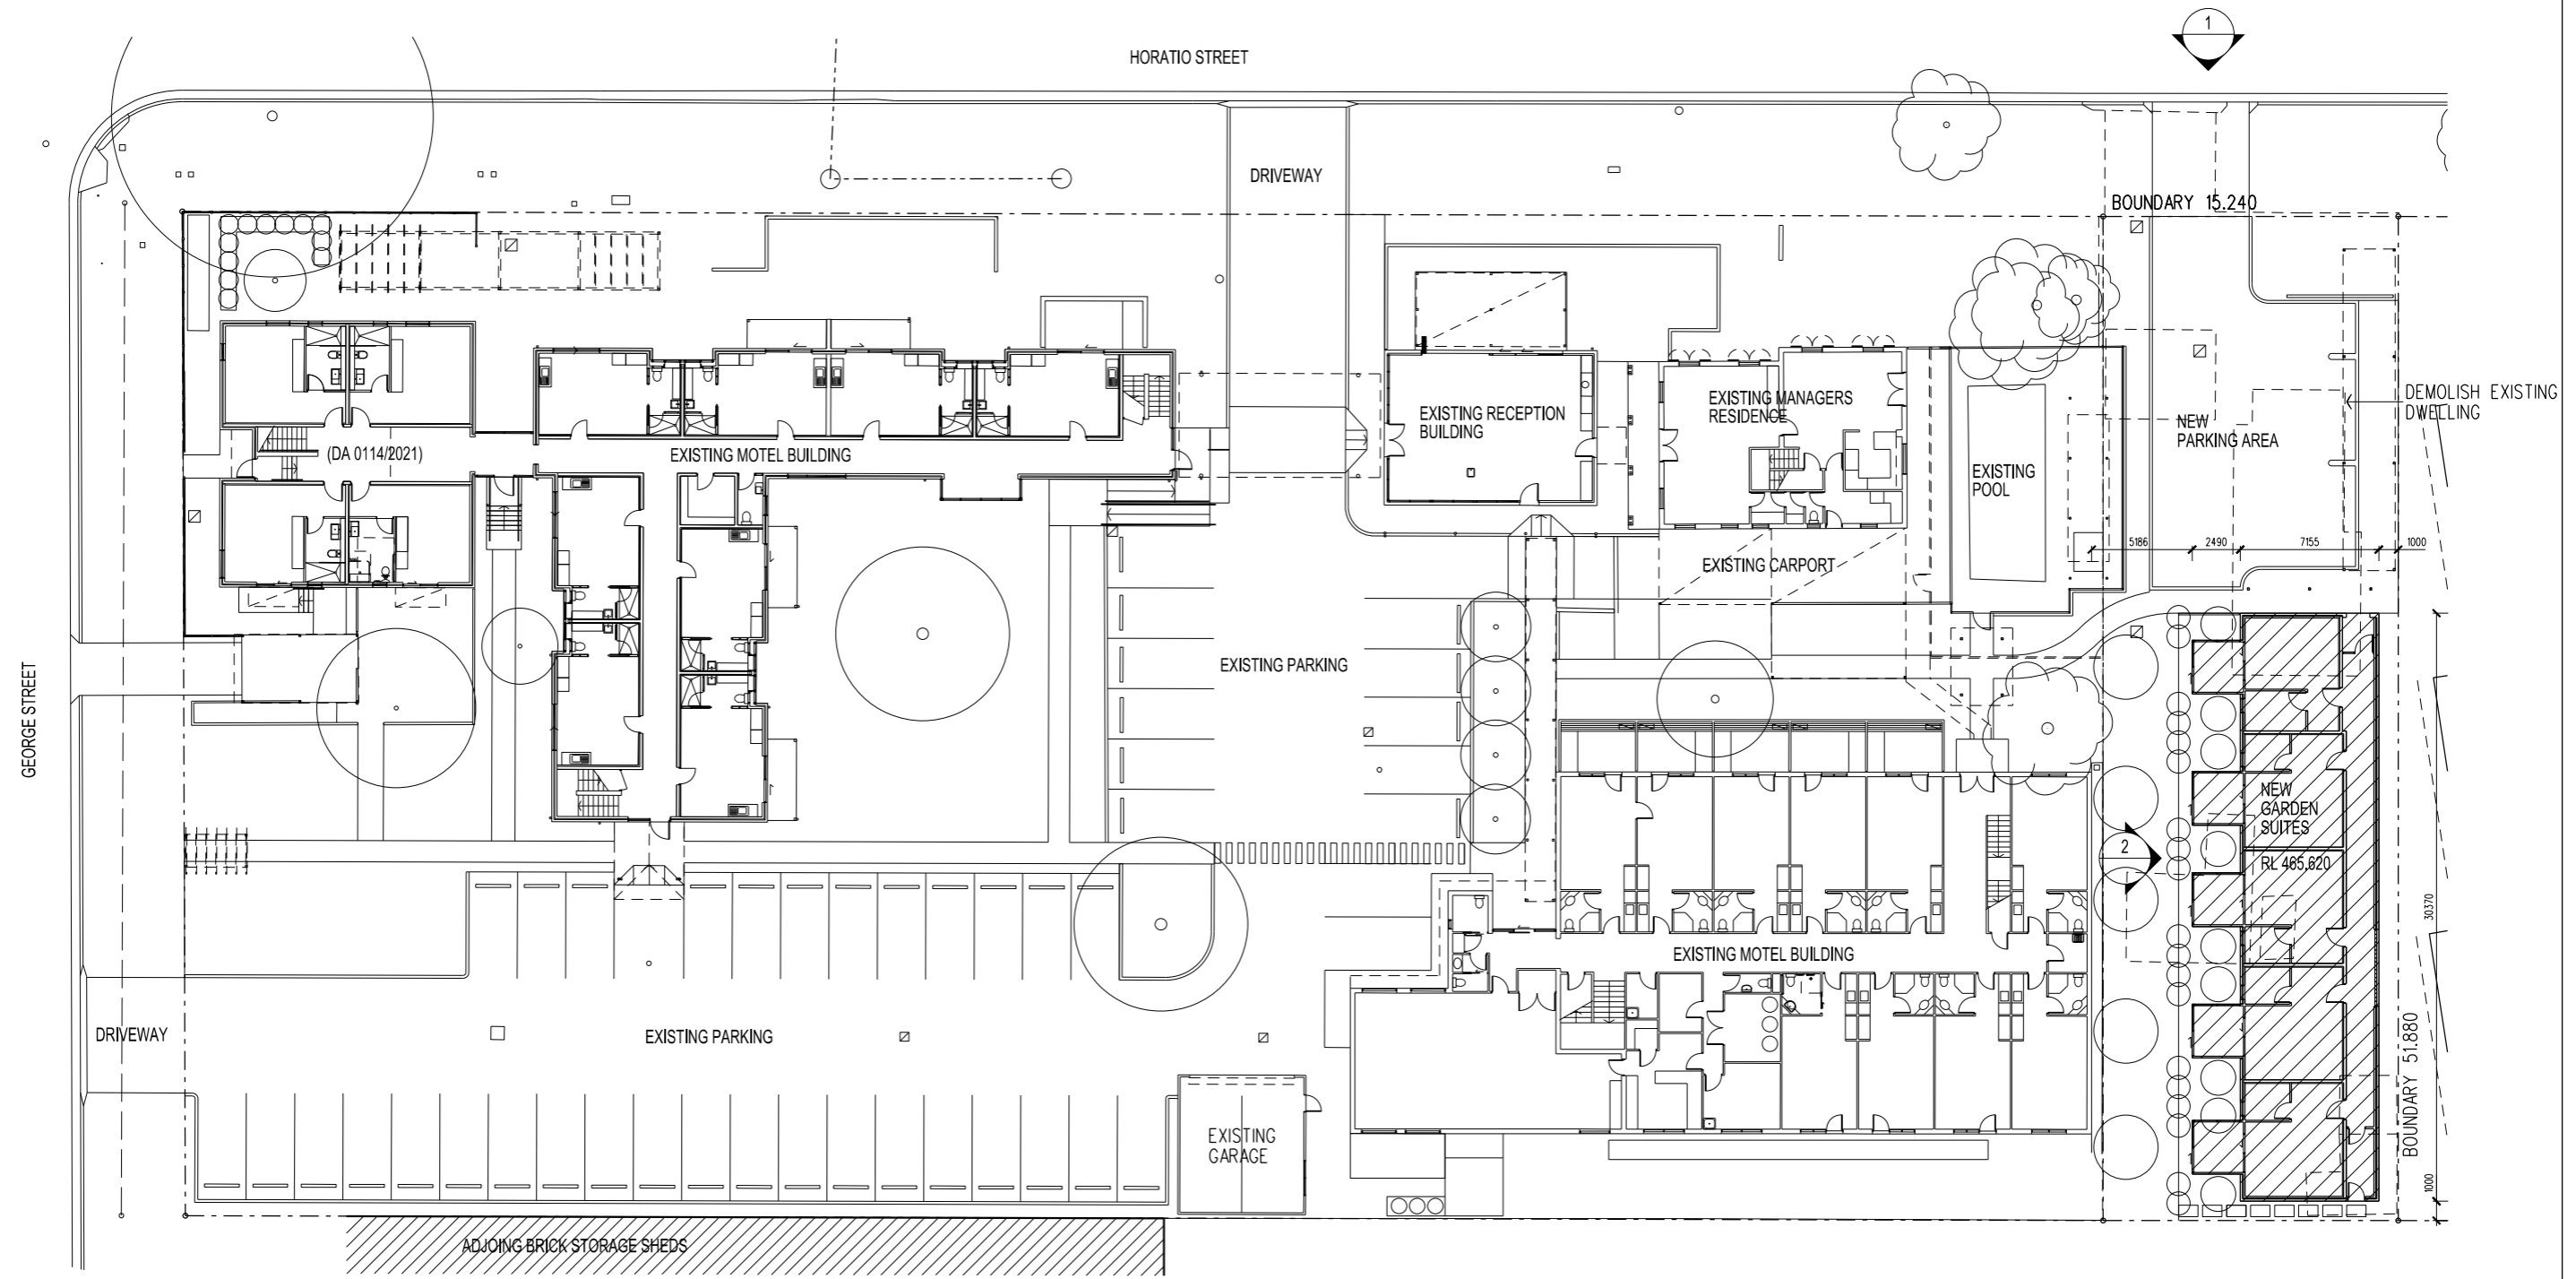 1
HORATIO STREET
DRIVEWAY
BOUNDARY 15.240
DEMOLISH EXISTING
DWELLING
EXISTING MANAGERS
RESIDENCE
EXISTING RECEPTION
BUILDING
NEW
PARKING AREA
(DA 0114/2021)
EXISTING MOTEL BUILDING
EXISTING
POOL
5186
2490
7155
1000
EXISTING CARPORT
GEORGE STREET
EXISTING PARKING
NEW
GARDEN
SUITES
2
RL 465,620
30370
EXISTING MOTEL BUILDING
DRIVEWAY
EXISTING PARKING
BOUNDARY 51.880
EXISTING
GARAGE
1000
ADJOING BRICK STORAGE SHEDS